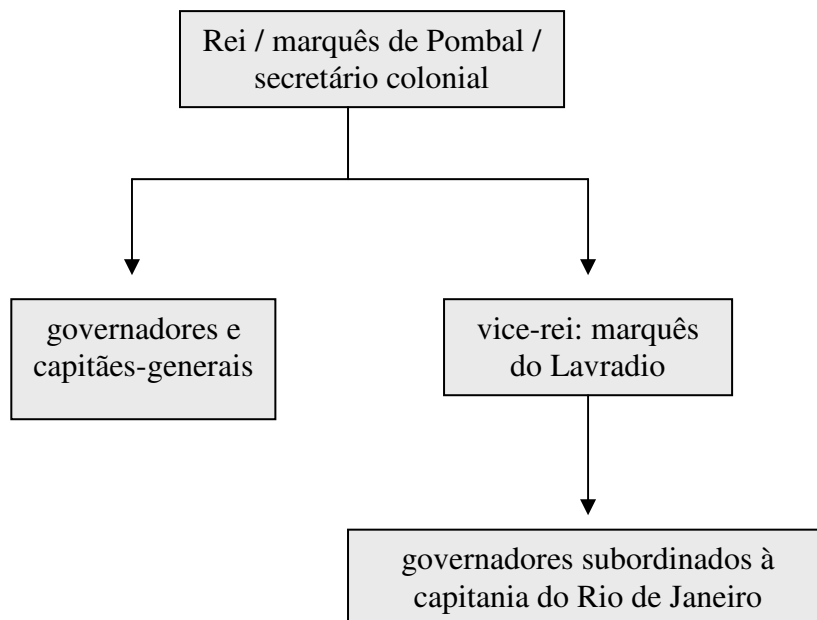 Rei / marquês de Pombal /
secretário colonial
governadores e
capitães-generais
vice-rei: marquês
do Lavradio
governadores subordinados à
capitania do Rio de Janeiro